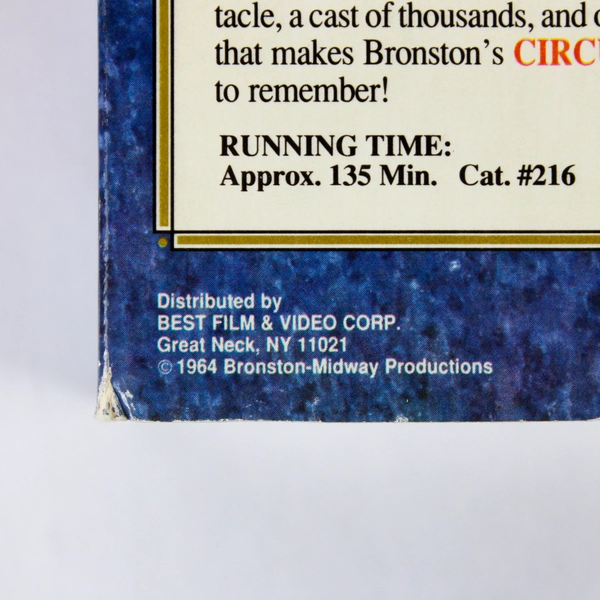 tacle, a cast of thousands, and
that makes Bronston's
to remember!
RUNNING TIME:
Approx. 135 Min. Cat. #216
Distributed by
BEST FILM & VIDEO CORP.
Great Neck, NY 11021
© 1964 Bronston-Midway Productions